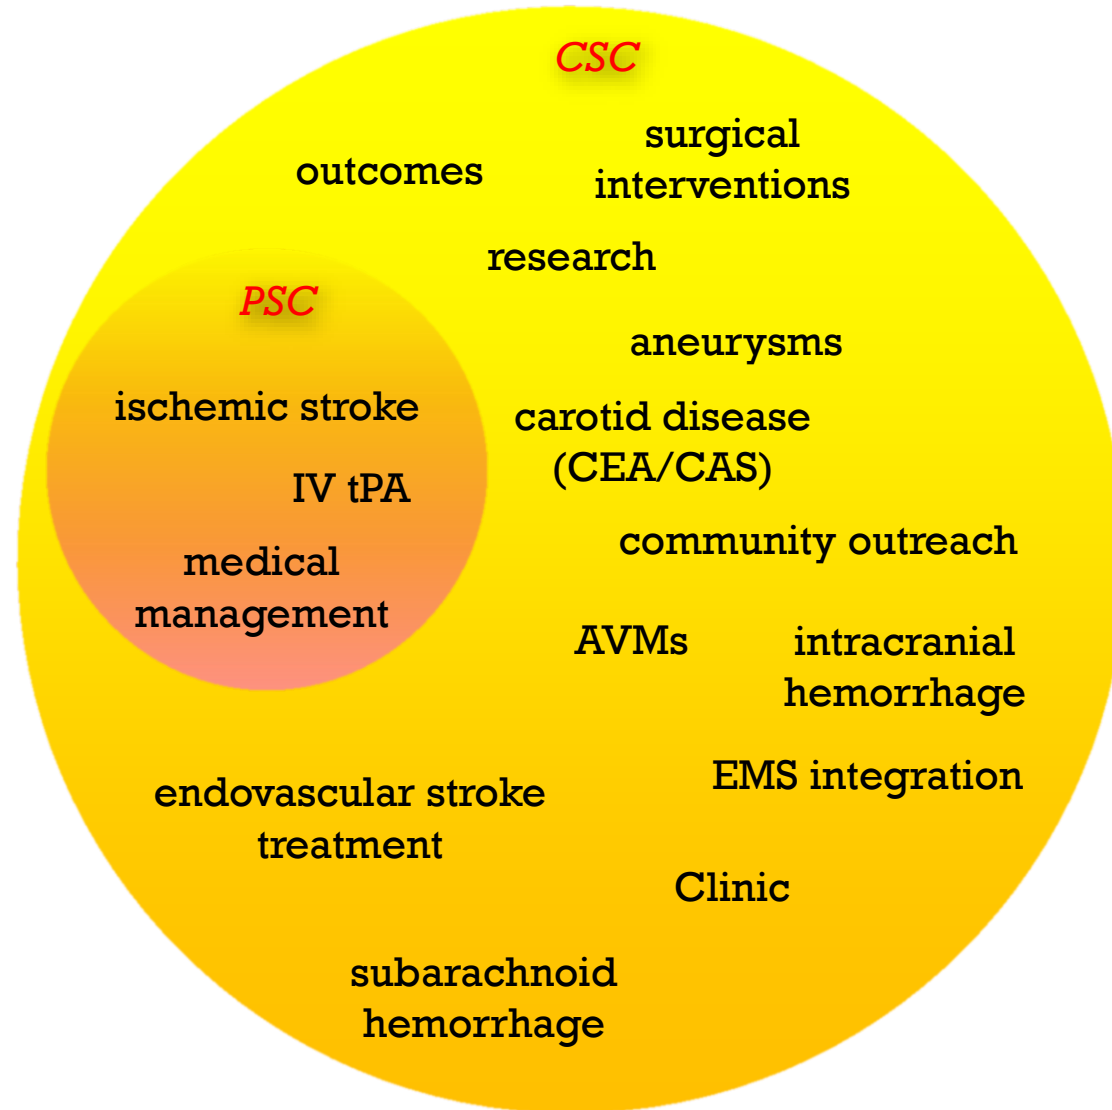 CSC
surgical
interventions
outcomes
research
PSC
aneurysms
ischemic stroke
carotid disease
(CEA/CAS)
IV tPA
community outreach
medical
management
AVMs
intracranial
hemorrhage
EMS integration
endovascular stroke
treatment
Clinic
subarachnoid
hemorrhage